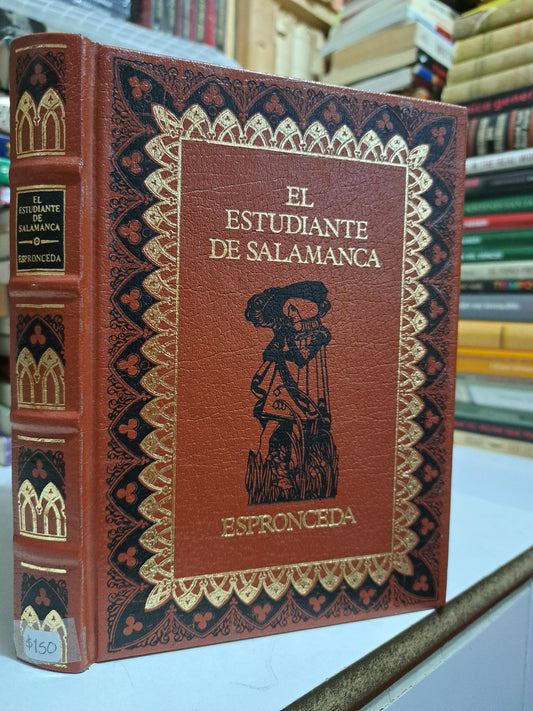 EL
ESTUDIANTE
DE
SALAMANCA
ESPRONCEDA
$150
EL
ESTUDIANTE
DE SALAMANCA
ESPRONCEDA